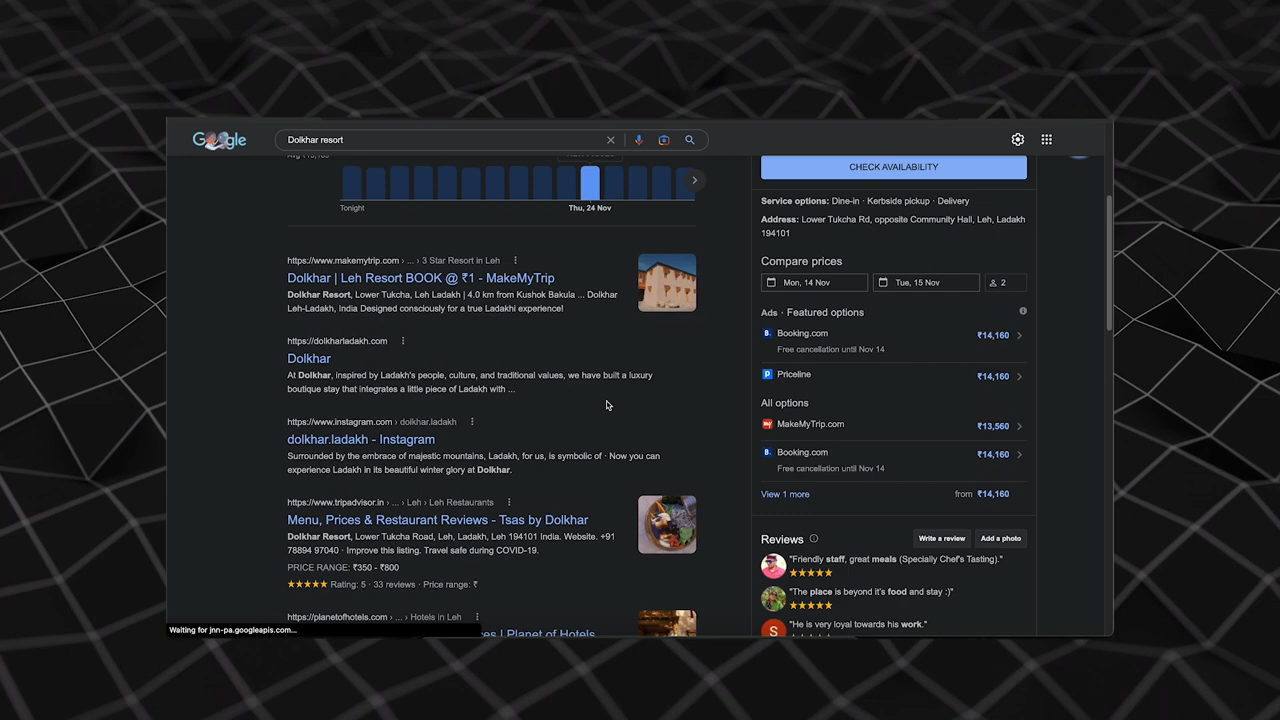 Google
Dolkhar resort
Tonight
Thu, 24 Nov
https://www.makemytrip.com › ... › 3 Star Resort in Leh
Dolkhar | Leh Resort BOOK @ ₹1 - MakeMyTrip
Dolkhar Resort, Lower Tukcha, Leh Ladakh | 4.0 km from Kushok Bakula ... Dolkhar
Leh-Ladakh, India Designed consciously for a true Ladakhi experience!
https://dolkharladakh.com
Dolkhar
At Dolkhar, inspired by Ladakh's people, culture, and traditional values, we have built a luxury
boutique stay that integrates a little piece of Ladakh with ...
https://www.instagram.com › dolkhar.ladakh
dolkhar.ladakh - Instagram
Surrounded by the embrace of majestic mountains, Ladakh, for us, is symbolic of · Now you can
experience Ladakh in its beautiful winter glory at Dolkhar.
https://www.tripadvisor.in › ... › Leh › Leh Restaurants
Menu, Prices & Restaurant Reviews - Tsas by Dolkhar
Dolkhar Resort, Lower Tukcha Road, Leh, Ladakh, Leh 194101 India. Website. +91
78894 97040 · Improve this listing. Travel safe during COVID-19.
PRICE RANGE: ₹350 - ₹800
Rating: 5 · 33 reviews · Price range: ₹
https://planetofhotels.com › ... › Hotels in Leh
es | Planet of Hotels
Waiting for jnn-pa.googleapis.com...
CHECK AVAILABILITY
Service options: Dine-in · Kerbside pickup · Delivery
Address: Lower Tukcha Rd, opposite Community Hall, Leh, Ladakh
194101
Compare prices
Mon, 14 Nov
Tue, 15 Nov
2
Ads · Featured options
Booking.com ₹14,160
Free cancellation until Nov 14
Priceline ₹14,160
All options
MakeMyTrip.com ₹13,560
Booking.com ₹14,160
Free cancellation until Nov 14
View 1 more from ₹14,160
Reviews
Write a review
Add a photo
"Friendly staff, great meals (Specially Chef's Tasting)."
"The place is beyond it's food and stay :)"
S
"He is very loyal towards his work."